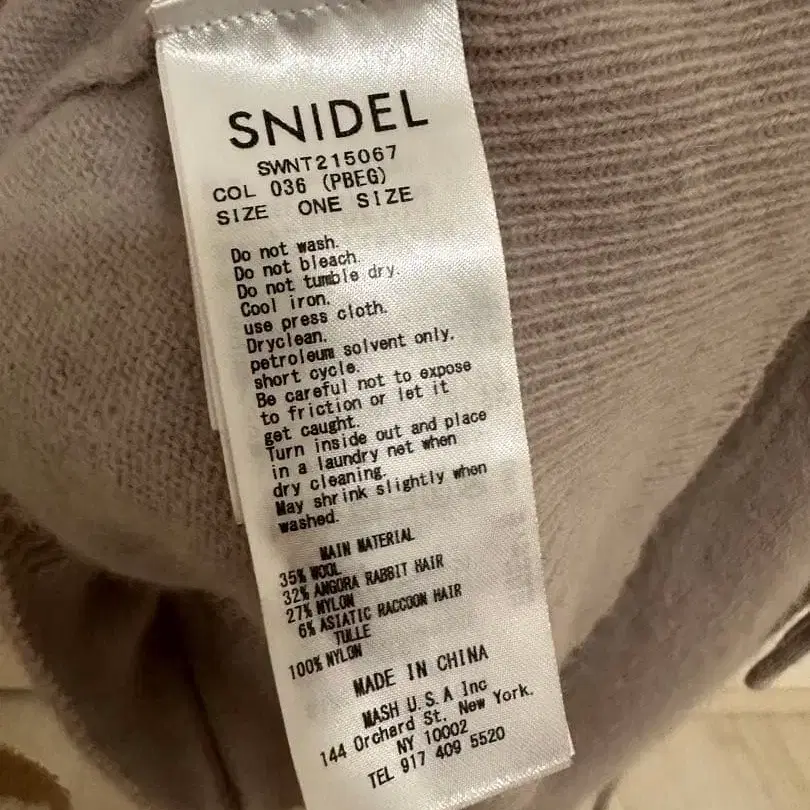 SNIDEL
SWNT215067
COL 036 (PBEG)
SIZE ONE SIZE
Do not wash.
Do not bleach.
Do not tumble dry.
Cool iron.
use press cloth.
Dryclean.
petroleum solvent only.
short cycle.
Be careful not to expose
to friction or let it
get caught.
Turn inside out and place
in a laundry net when
dry cleaning.
May shrink slightly when
washed.
MAIN MATERIAL
35% WOOL
32% ANGORA RABBIT HAIR
27% NYLON
6% ASIATIC RACCOON HAIR
TULLE
100% NYLON
MADE IN CHINA
MASH U.S.A Inc
144 Orchard St. New York.
NY 10002
TEL 917 409 5520